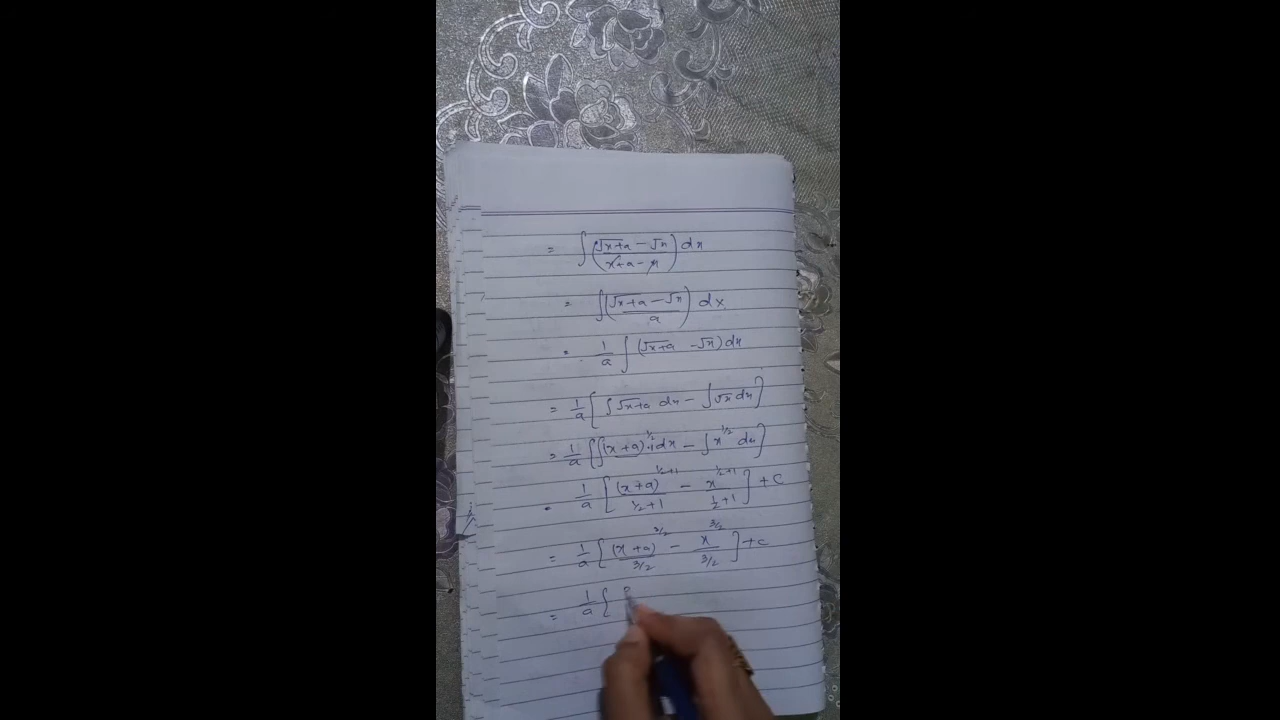 = ∫ ( (√x+a − √x) / (x+a−x) ) dx
= ∫ ( (√x+a − √x) / a ) dx
= 1/a ∫ (√x+a − √x) dx
= 1/a [ ∫ √x+a dx − ∫ √x dx ]
= 1/a [ ∫ (x+a)^1/2 · 1 dx − ∫ x^1/2 dx ]
= 1/a [ (x+a)^1/2+1 / 1/2+1 − x^1/2+1 / 1/2+1 ] + c
= 1/a [ (x+a)^3/2 / 3/2 − x^3/2 / 3/2 ] + c
= 1/a [